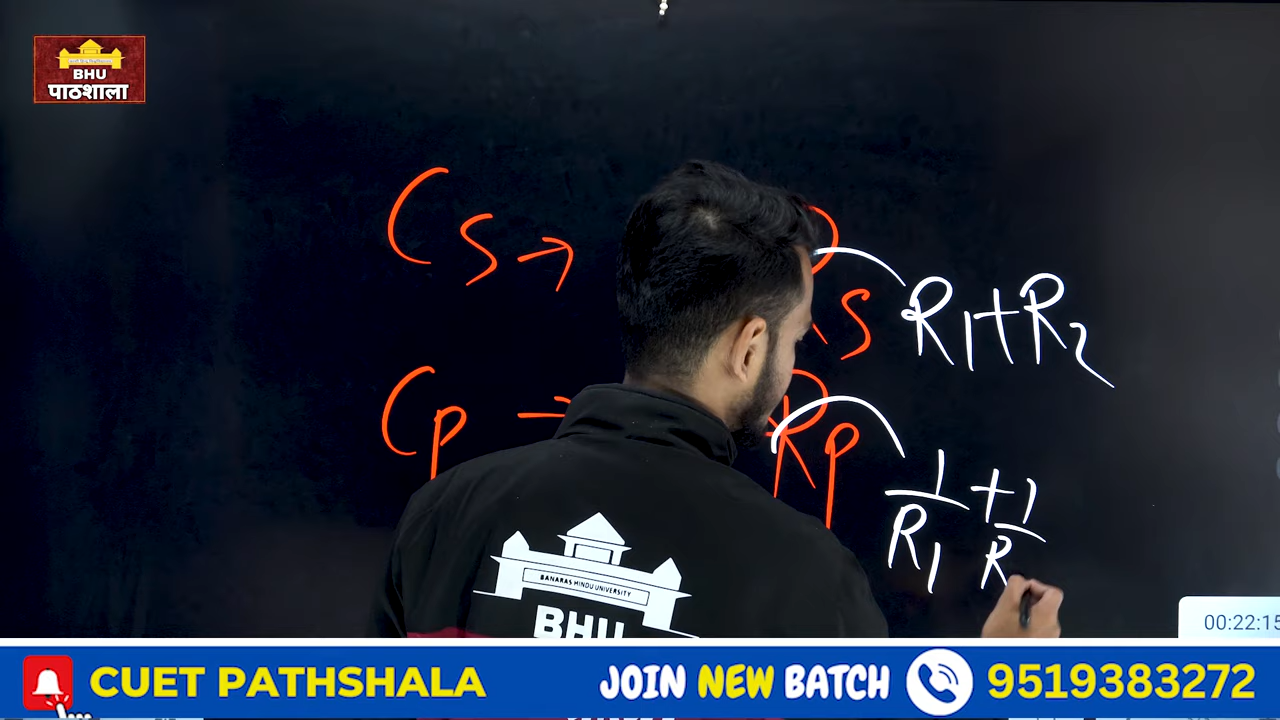 BHU
पाठशाला
Cs →
Rs
R1+R2
Cp →
Rp
1/R1 + 1/R
BANARAS HINDU UNIVERSITY
BHU
00:22:15
CUET PATHSHALA
JOIN NEW BATCH
9519383272